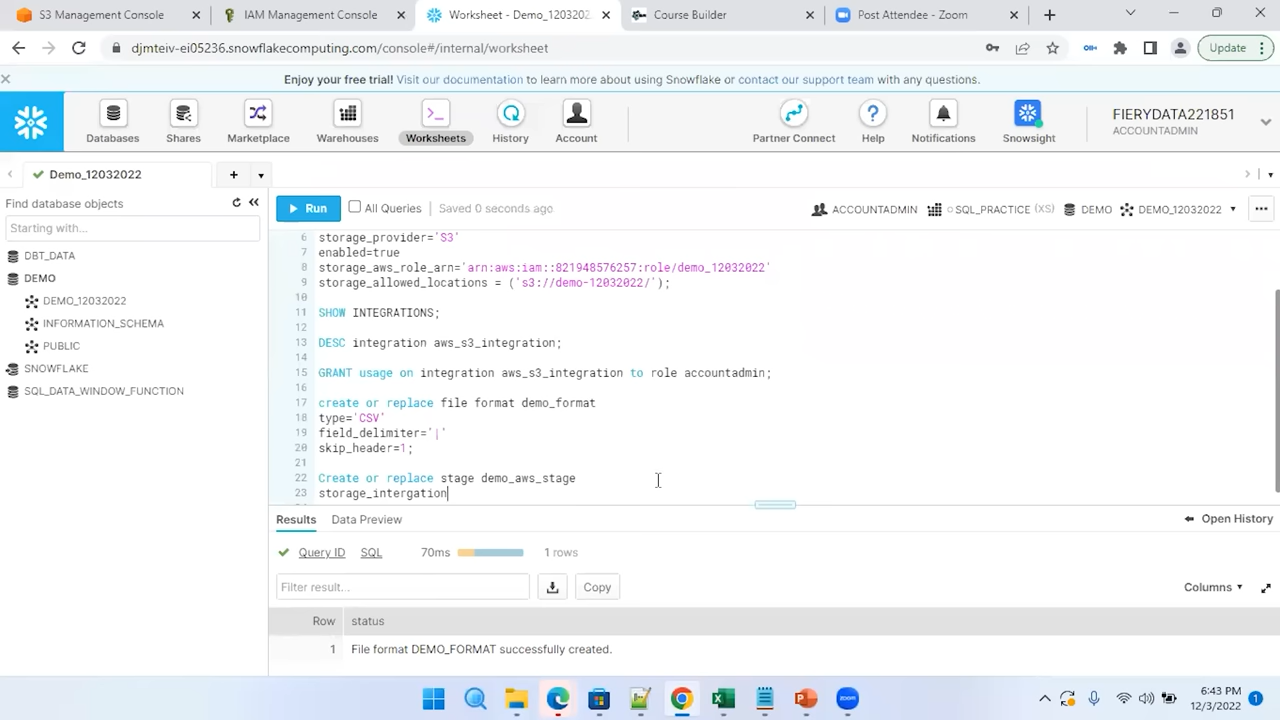 S3 Management Console
IAM Management Console
Worksheet - Demo_1203202
Course Builder
Post Attendee - Zoom
djmteiv-ei05236.snowflakecomputing.com/console#/internal/worksheet
Update
Enjoy your free trial! Visit our documentation to learn more about using Snowflake or contact our support team with any questions.
Databases
Shares
Marketplace
Warehouses
Worksheets
History
Account
Partner Connect
Help
Notifications
Snowsight
FIERYDATA221851
ACCOUNTADMIN
Demo_12032022
Find database objects
Starting with...
DBT_DATA
DEMO
DEMO_12032022
INFORMATION_SCHEMA
PUBLIC
SNOWFLAKE
SQL_DATA_WINDOW_FUNCTION
Run
All Queries
Saved 0 seconds ago
ACCOUNTADMIN
SQL_PRACTICE (XS)
DEMO
DEMO_12032022
6 storage_provider='S3'
7 enabled=true
8 storage_aws_role_arn='arn:aws:iam::821948576257:role/demo_12032022'
9 storage_allowed_locations = ('s3://demo-12032022/');
10
11 SHOW INTEGRATIONS;
12
13 DESC integration aws_s3_integration;
14
15 GRANT usage on integration aws_s3_integration to role accountadmin;
16
17 create or replace file format demo_format
18 type='CSV'
19 field_delimiter='|'
20 skip_header=1;
21
22 Create or replace stage demo_aws_stage
23 storage_intergation
Results
Data Preview
Open History
Query ID
SQL
70ms
1 rows
Filter result...
Copy
Columns
Row status
1 File format DEMO_FORMAT successfully created.
zoom
6:43 PM
12/3/2022
1